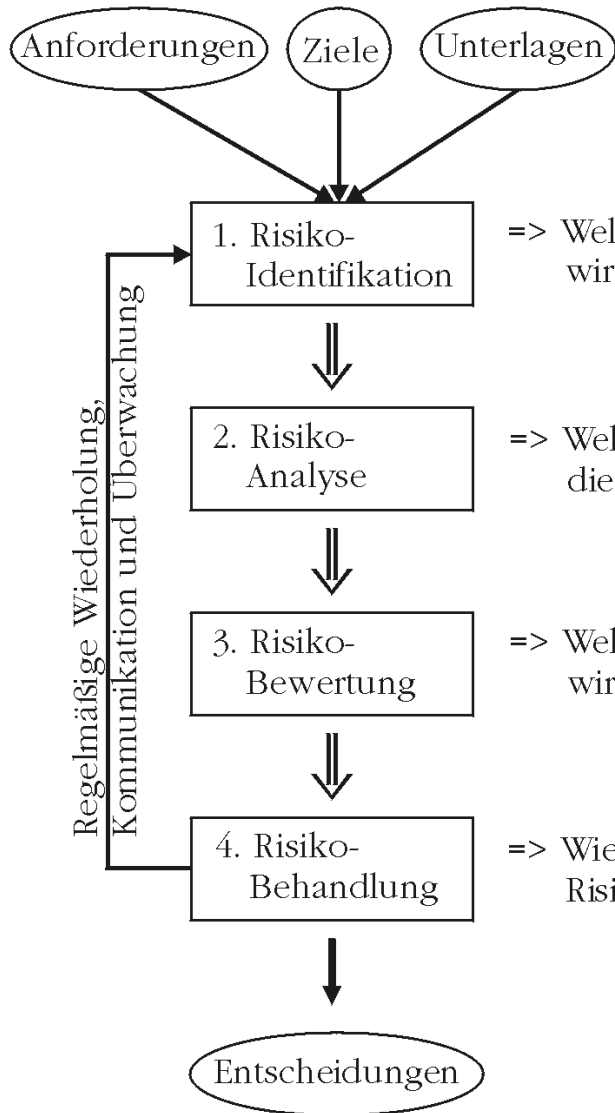 Anforderungen
Ziele
Unterlagen
1. Risiko-
Identifikation
=> Wel
wir
2. Risiko-
Analyse
=> Wel
die
3. Risiko-
Bewertung
=> Wel
wir
4. Risiko-
Behandlung
=> Wie
Risi
Regelmäßige Wiederholung,
Kommunikation und Überwachung
Entscheidungen